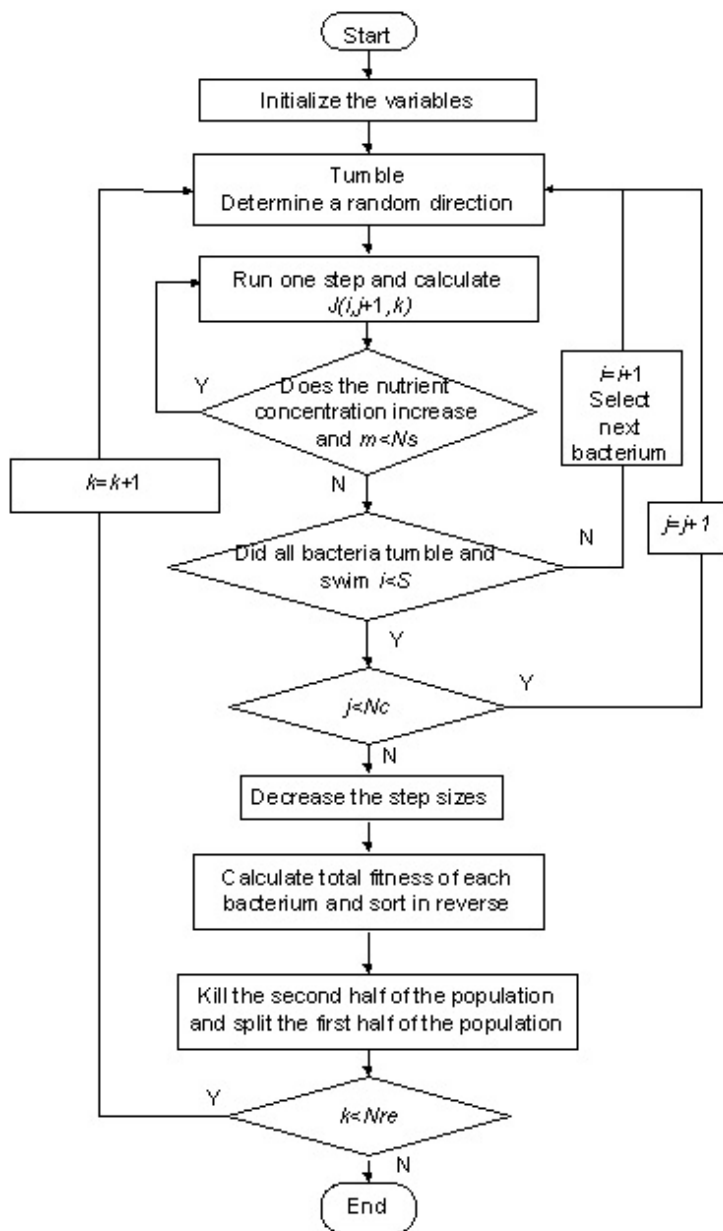 Start
Initialize the variables
Tumble
Determine a random direction
Run one step and calculate
J(i,j+1,k)
Y
Does the nutrient
concentration increase
and m<Ns
i=i+1
Select
next
bacterium
k=k+1
N
j=j+1
Did all bacteria tumble and
swim i<S
N
Y
j<Nc
Y
N
Decrease the step sizes
Calculate total fitness of each
bacterium and sort in reverse
Kill the second half of the population
and split the first half of the population
Y
k<Nre
N
End